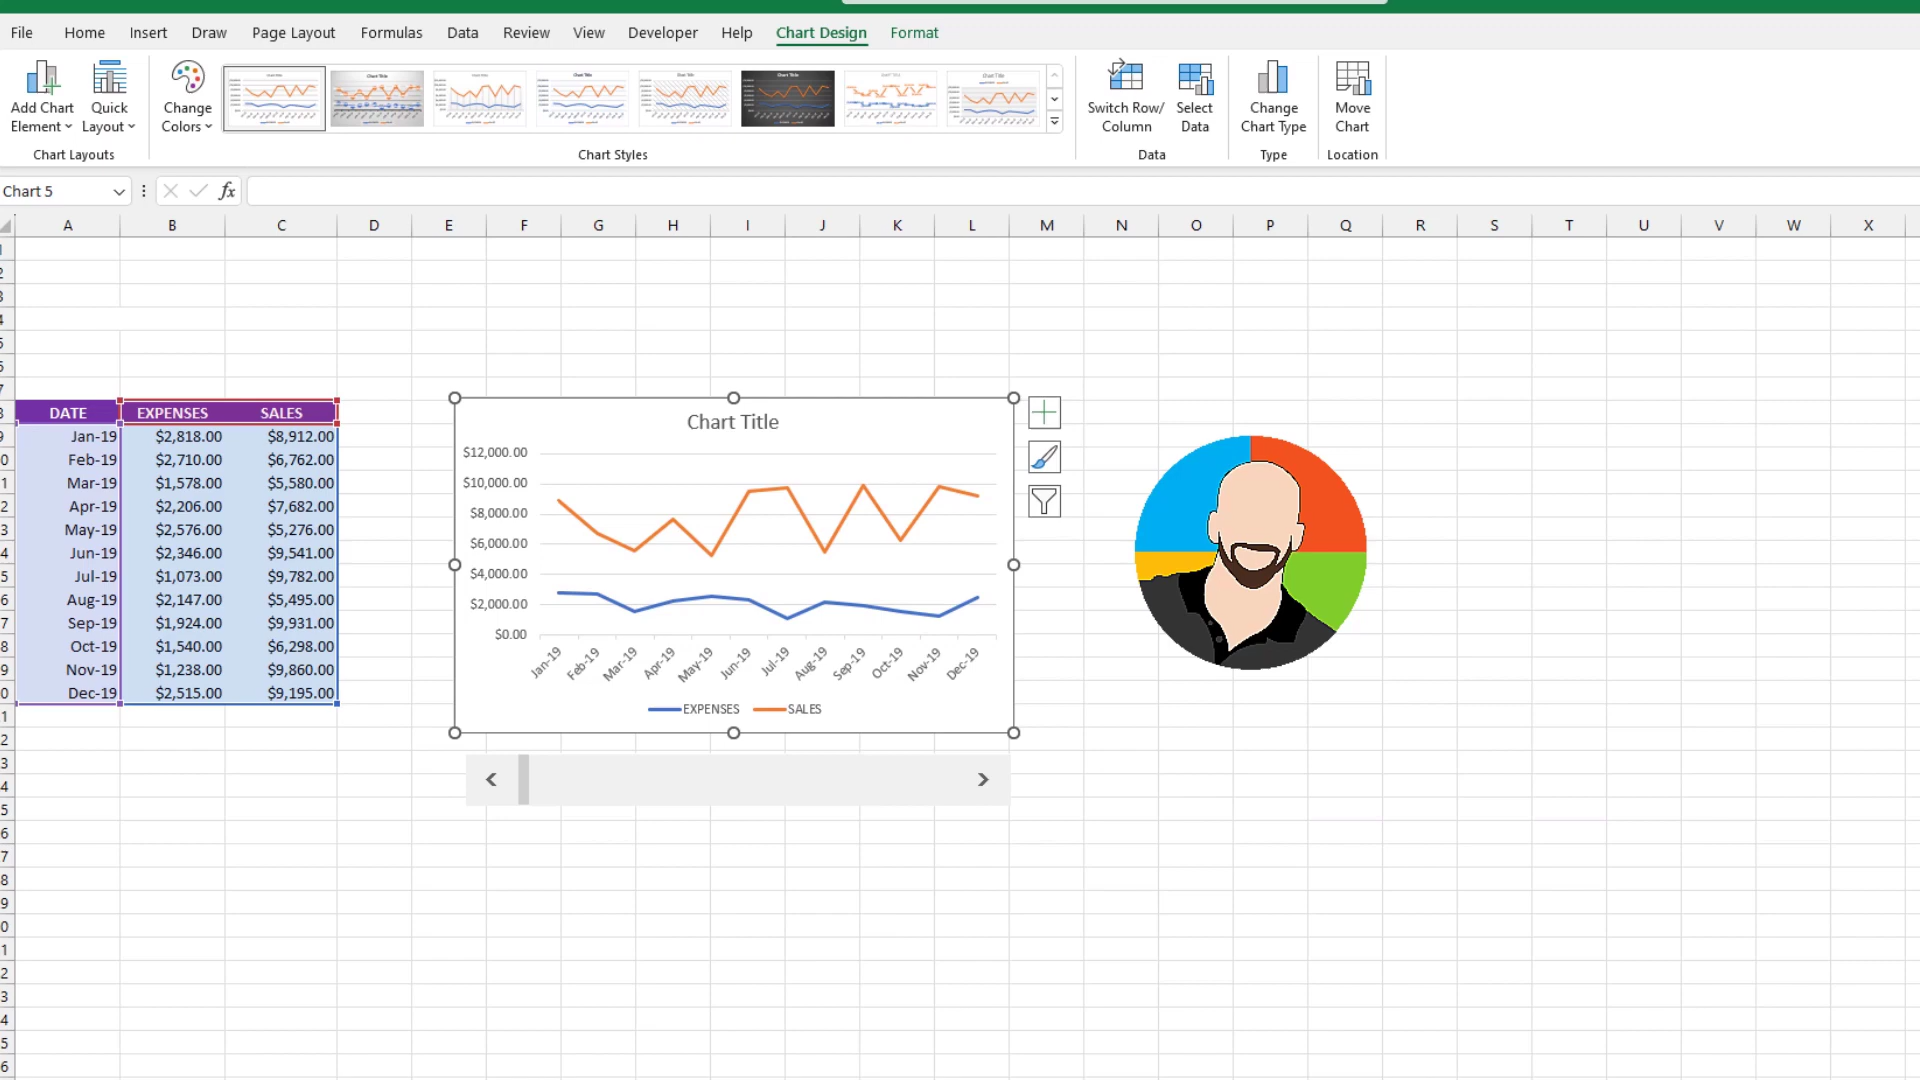 File Home Insert Draw Page Layout Formulas Data Review View Developer Help Chart Design Format
Add Chart Element Quick Layout Change Colors Switch Row/ Column Select Data Change Chart Type Move Chart
Chart Layouts Chart Styles Data Type Location
Chart 5 fx
A B C D E F G H I J K L M N O P Q R S T U V W X
DATE EXPENSES SALES
Jan-19 $2,818.00 $8,912.00
Feb-19 $2,710.00 $6,762.00
Mar-19 $1,578.00 $5,580.00
Apr-19 $2,206.00 $7,682.00
May-19 $2,576.00 $5,276.00
Jun-19 $2,346.00 $9,541.00
Jul-19 $1,073.00 $9,782.00
Aug-19 $2,147.00 $5,495.00
Sep-19 $1,924.00 $9,931.00
Oct-19 $1,540.00 $6,298.00
Nov-19 $1,238.00 $9,860.00
Dec-19 $2,515.00 $9,195.00
Chart Title
$12,000.00
$10,000.00
$8,000.00
$6,000.00
$4,000.00
$2,000.00
$0.00
Jan-19 Feb-19 Mar-19 Apr-19 May-19 Jun-19 Jul-19 Aug-19 Sep-19 Oct-19 Nov-19 Dec-19
EXPENSES SALES